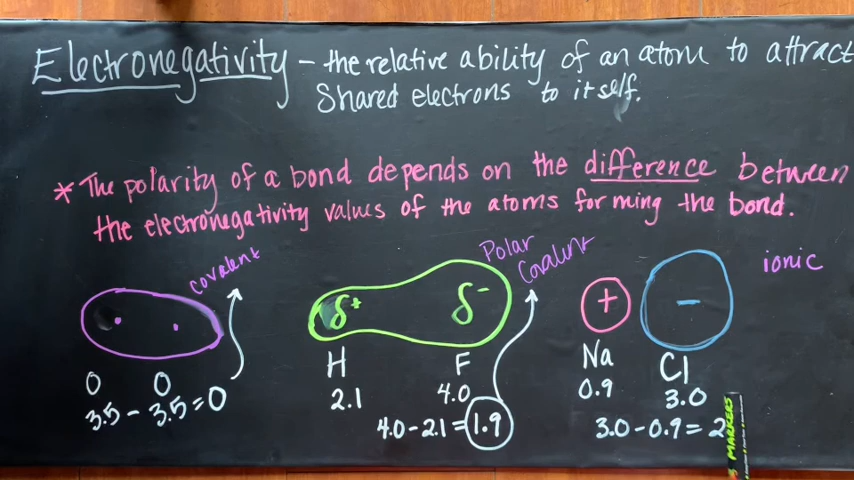 Electronegativity – the relative ability of an atom to attract
Shared electrons to itself.
* The polarity of a bond depends on the difference between
the electronegativity values of the atoms forming the bond.
covalent
Polar
Covalent
ionic
δ+ δ-
+ -
O O
3.5 - 3.5 = 0
H F
2.1 4.0
4.0 - 2.1 = 1.9
Na Cl
0.9 3.0
3.0 - 0.9 = 2
MARKERS